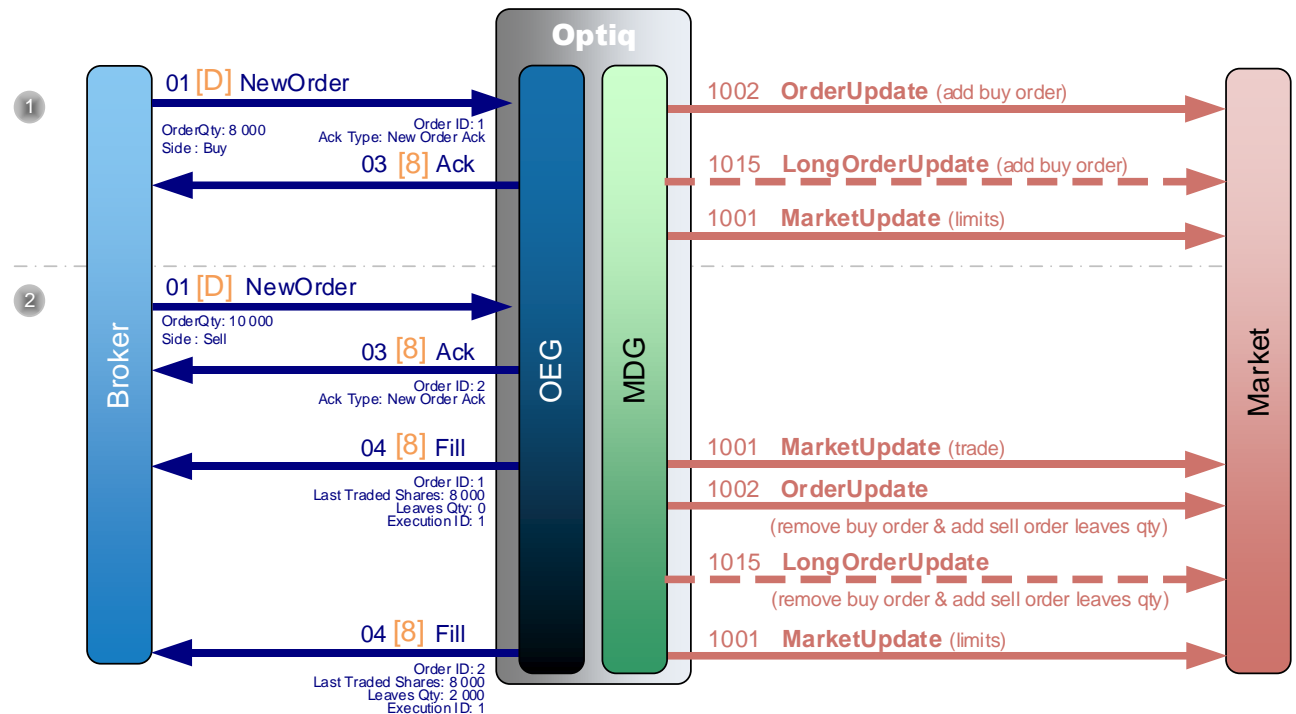 Optiq
1
01 [D] NewOrder
OrderQty: 8 000
Side : Buy
Order ID: 1
Ack Type: New Order Ack
03 [8] Ack
1002 OrderUpdate (add buy order)
1015 LongOrderUpdate (add buy order)
1001 MarketUpdate (limits)
2
01 [D] NewOrder
OrderQty: 10 000
Side : Sell
03 [8] Ack
Order ID: 2
Ack Type: New Order Ack
Broker
OEG
MDG
Market
04 [8] Fill
Order ID: 1
Last Traded Shares: 8 000
Leaves Qty: 0
Execution ID: 1
1001 MarketUpdate (trade)
1002 OrderUpdate
(remove buy order & add sell order leaves qty)
1015 LongOrderUpdate
(remove buy order & add sell order leaves qty)
04 [8] Fill
Order ID: 2
Last Traded Shares: 8 000
Leaves Qty: 2 000
Execution ID: 1
1001 MarketUpdate (limits)